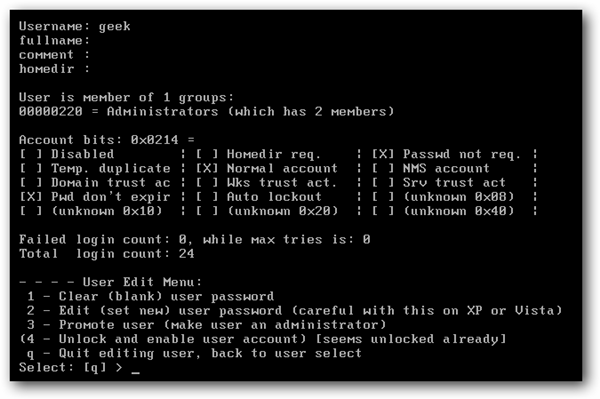 Username: geek
fullname:
comment :
homedir :
User is member of 1 groups:
00000220 = Administrators (which has 2 members)
Account bits: 0x0214 =
[ ] Disabled ¦ [ ] Homedir req. ¦ [X] Passwd not req. ¦
[ ] Temp. duplicate ¦ [X] Normal account ¦ [ ] NMS account ¦
[ ] Domain trust ac ¦ [ ] Wks trust act. ¦ [ ] Srv trust act ¦
[X] Pwd don't expir ¦ [ ] Auto lockout ¦ [ ] (unknown 0x08) ¦
[ ] (unknown 0x10) ¦ [ ] (unknown 0x20) ¦ [ ] (unknown 0x40) ¦
Failed login count: 0, while max tries is: 0
Total  login count: 24
- - - - User Edit Menu:
1 - Clear (blank) user password
2 - Edit (set new) user password (careful with this on XP or Vista)
3 - Promote user (make user an administrator)
(4 - Unlock and enable user account) [seems unlocked already]
q - Quit editing user, back to user select
Select: [q] > _